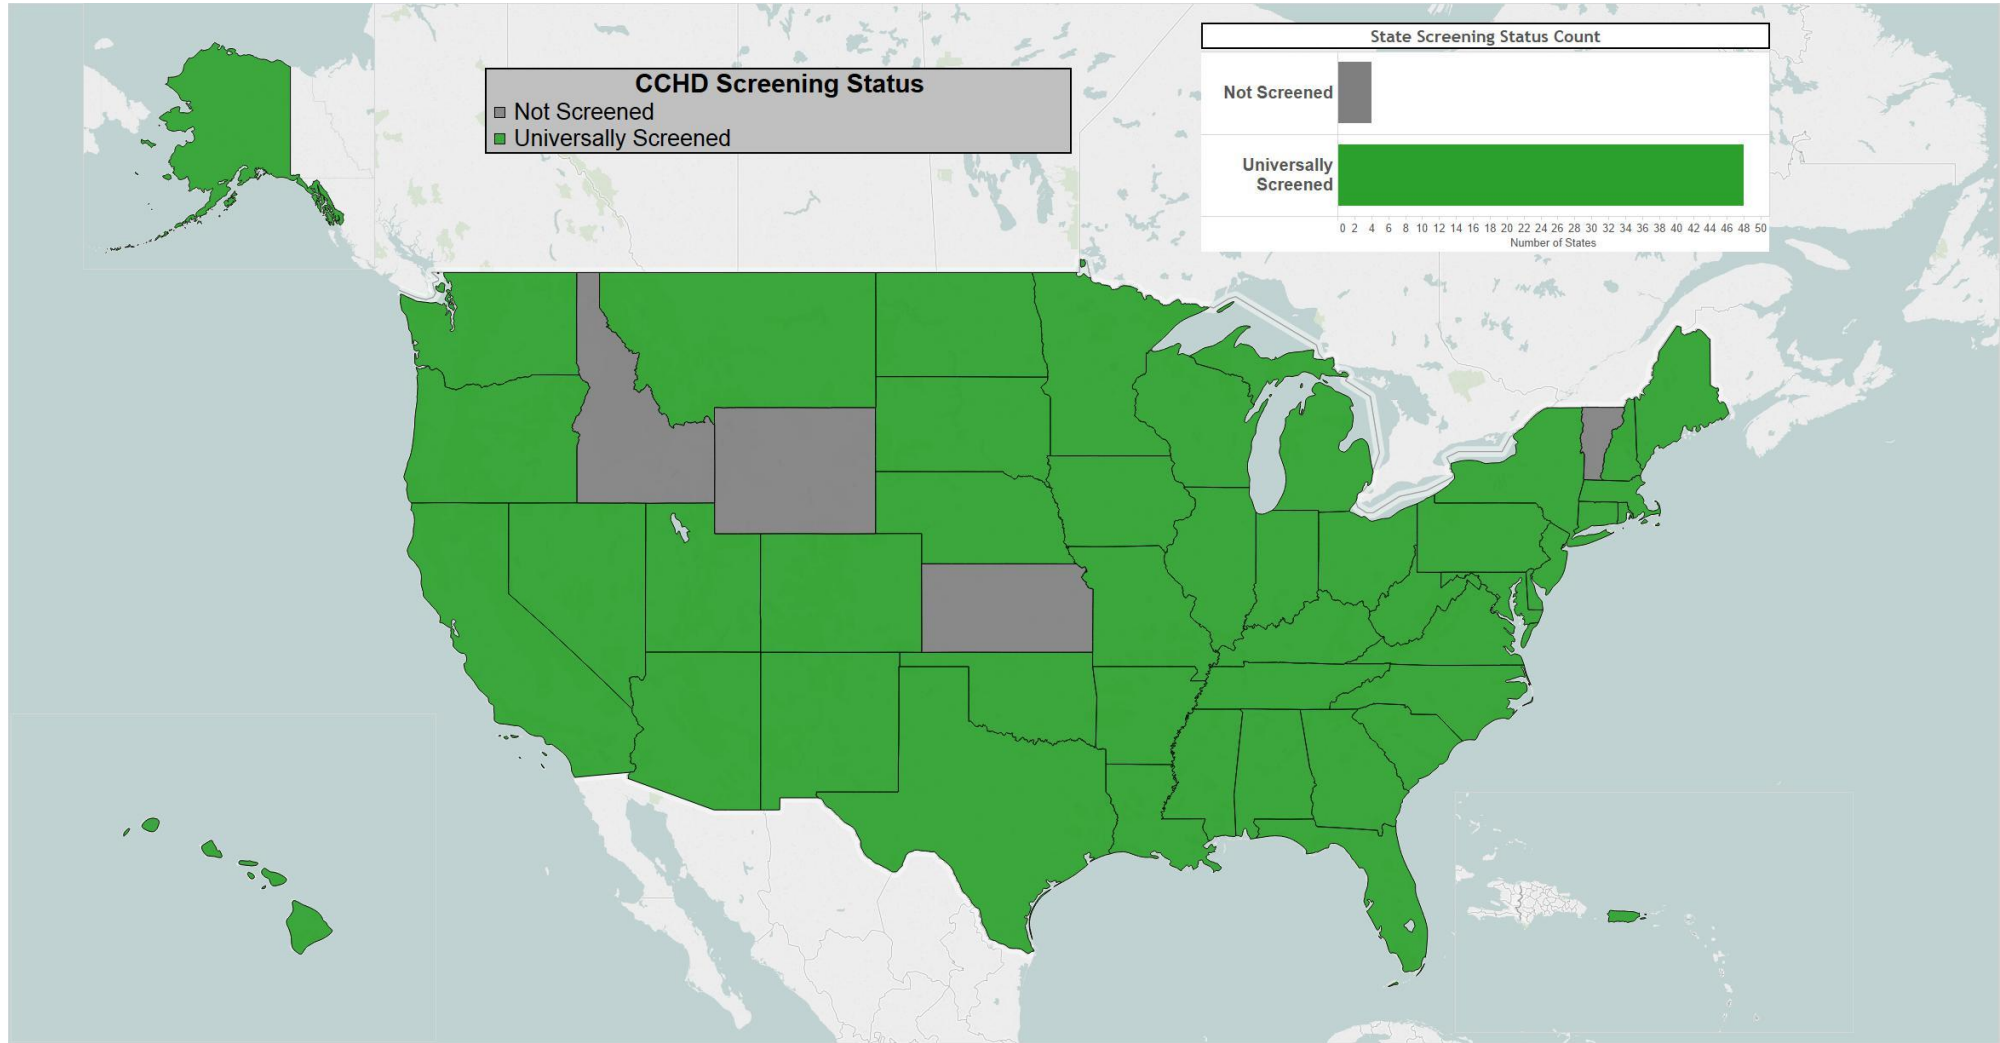 State Screening Status Count
CCHD Screening Status
Not Screened
Universally Screened
Not Screened
Universally
Screened
0 2 4 6 8 10 12 14 16 18 20 22 24 26 28 30 32 34 36 38 40 42 44 46 48 50
Number of States